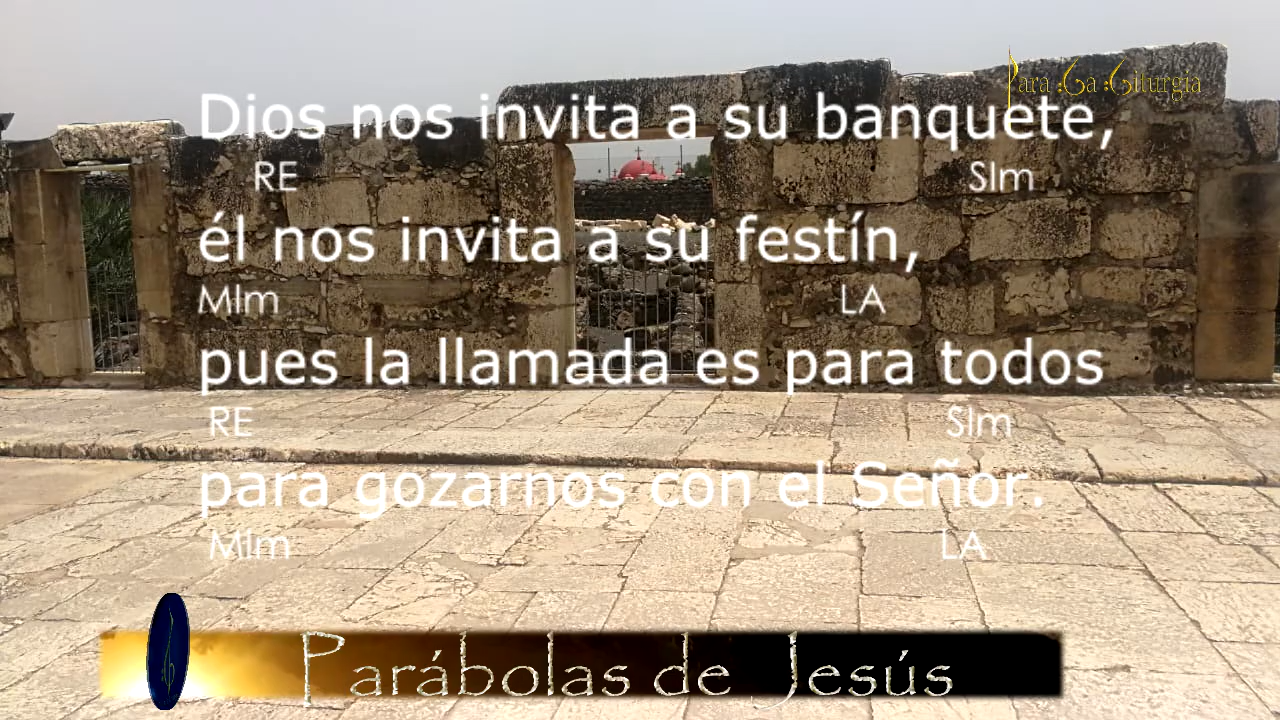 Para La Liturgia
Dios nos invita a su banquete,
RE SIm
él nos invita a su festín,
MIm LA
pues la llamada es para todos
RE SIm
para gozarnos con el Señor.
MIm LA
Parábolas de Jesús